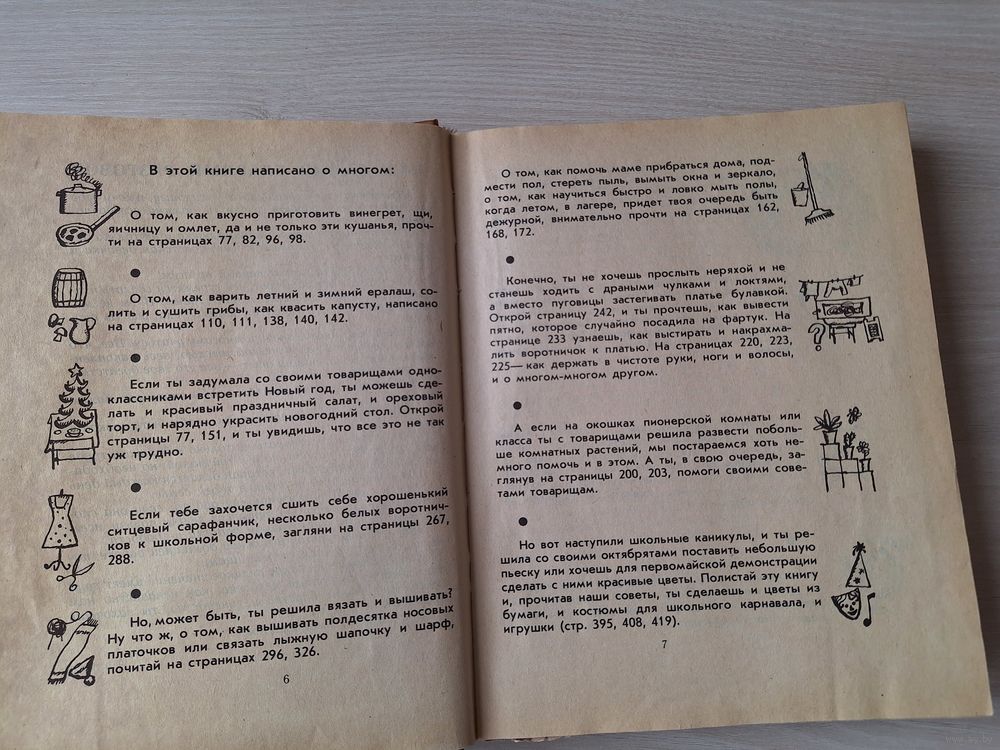 В этой книге написано о многом:
О том, как вкусно приготовить винегрет, щи,
яичницу и омлет, да и не только эти кушанья, проч-
ти на страницах 77, 82, 96, 98.
О том, как варить летний и зимний ералаш, со-
лить и сушить грибы, как квасить капусту, написано
на страницах 110, 111, 138, 140, 142.
Если ты задумала со своими товарищами одно-
классниками встретить Новый год, ты можешь сде-
лать и красивый праздничный салат, и ореховый
торт, и нарядно украсить новогодний стол. Открой
страницы 77, 151, и ты увидишь, что все это не так
уж трудно.
Если тебе захочется сшить себе хорошенький
ситцевый сарафанчик, несколько белых воротнич-
ков к школьной форме, загляни на страницы 267,
288.
Но, может быть, ты решила вязать и вышивать?
Ну что ж, о том, как вышивать полдесятка носовых
платочков или связать лыжную шапочку и шарф,
почитай на страницах 296, 326.
6
О том, как помочь маме прибраться дома, под-
мести пол, стереть пыль, вымыть окна и зеркало,
о том, как научиться быстро и ловко мыть полы,
когда летом, в лагере, придет твоя очередь быть
дежурной, внимательно прочти на страницах 162,
168, 172.
Конечно, ты не хочешь прослыть неряхой и не
станешь ходить с драными чулками и локтями,
а вместо пуговицы застегивать платье булавкой.
Открой страницу 242, и ты прочтешь, как вывести
пятно, которое случайно посадила на фартук. На
странице 233 узнаешь, как выстирать и накрахма-
лить воротничок к платью. На страницах 220, 223,
225— как держать в чистоте руки, ноги и волосы,
и о многом-многом другом.
А если на окошках пионерской комнаты или
класса ты с товарищами решила развести поболь-
ше комнатных растений, мы постараемся хоть не-
много помочь и в этом. А ты, в свою очередь, за-
глянув на страницы 200, 203, помоги своими сове-
тами товарищам.
Но вот наступили школьные каникулы, и ты ре-
шила со своими октябрятами поставить небольшую
пьеску или хочешь для первомайской демонстрации
сделать с ними красивые цветы. Полистай эту книгу
и, прочитав наши советы, ты сделаешь и цветы из
бумаги, и костюмы для школьного карнавала, и
игрушки (стр. 395, 408, 419).
7